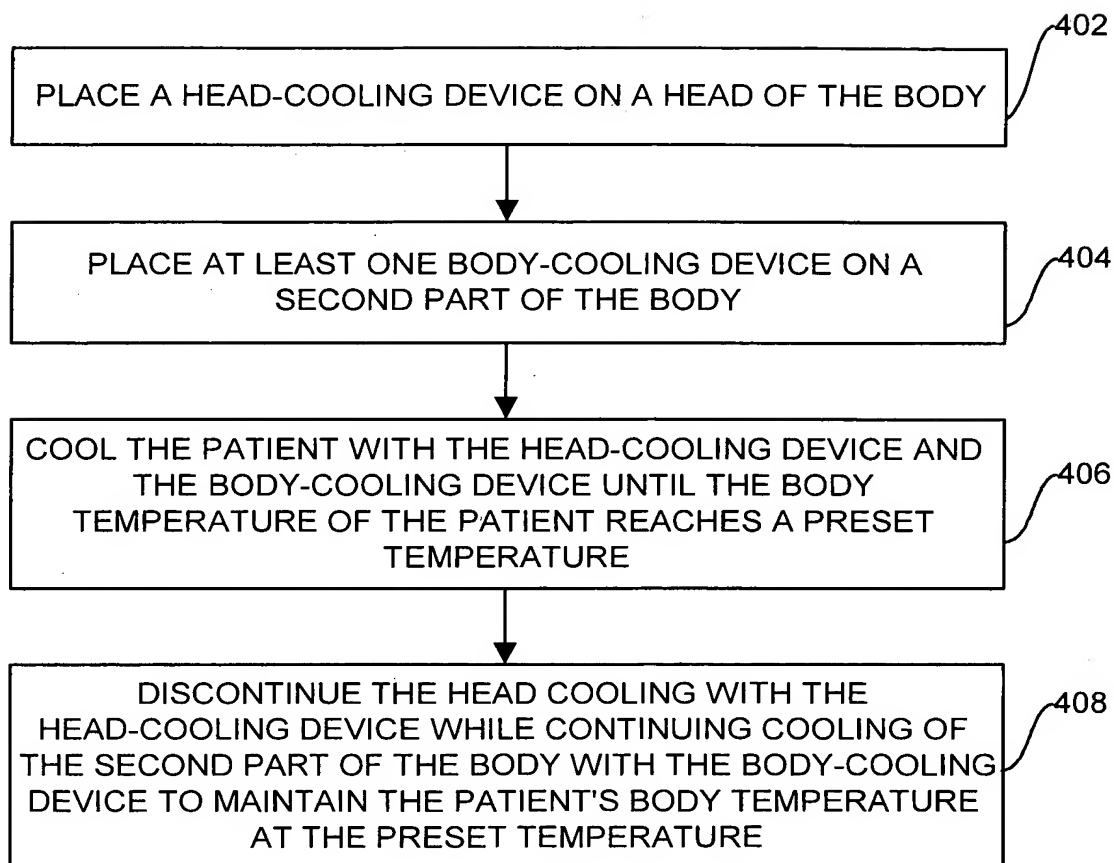 402
PLACE A HEAD-COOLING DEVICE ON A HEAD OF THE BODY
PLACE AT LEAST ONE BODY-COOLING DEVICE ON A
SECOND PART OF THE BODY
404
COOL THE PATIENT WITH THE HEAD-COOLING DEVICE AND
THE BODY-COOLING DEVICE UNTIL THE BODY
TEMPERATURE OF THE PATIENT REACHES A PRESET
TEMPERATURE
406
DISCONTINUE THE HEAD COOLING WITH THE
HEAD-COOLING DEVICE WHILE CONTINUING COOLING OF
THE SECOND PART OF THE BODY WITH THE BODY-COOLING
DEVICE TO MAINTAIN THE PATIENT'S BODY TEMPERATURE
AT THE PRESET TEMPERATURE
408